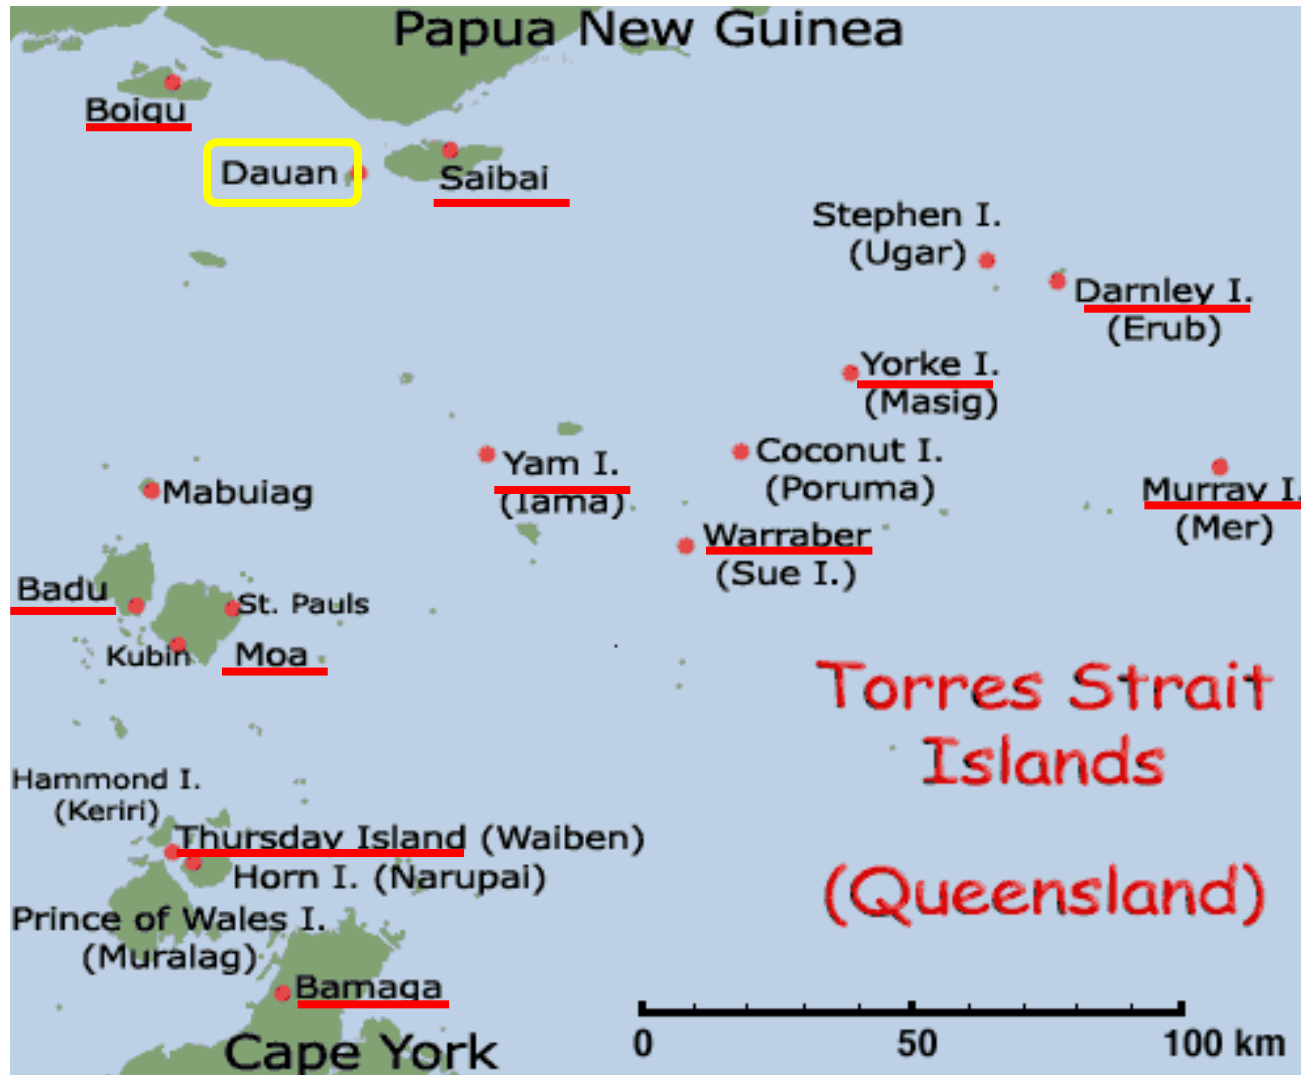 Papua New Guinea
Boigu
Dauan
Saibai
Stephen I.
(Ugar)
Darnley I.
(Erub)
Yorke I.
(Masig)
Yam I.
(Iama)
Coconut I.
(Poruma)
Murray I.
(Mer)
Mabuiag
Warraber
(Sue I.)
Badu
St. Pauls
Kubin
Moa
Torres Strait
Islands
(Queensland)
Hammond I.
(Keriri)
Thursday Island (Waiben)
Horn I. (Narupai)
Prince of Wales I.
(Muralag)
Bamaga
Cape York
0 50 100 km